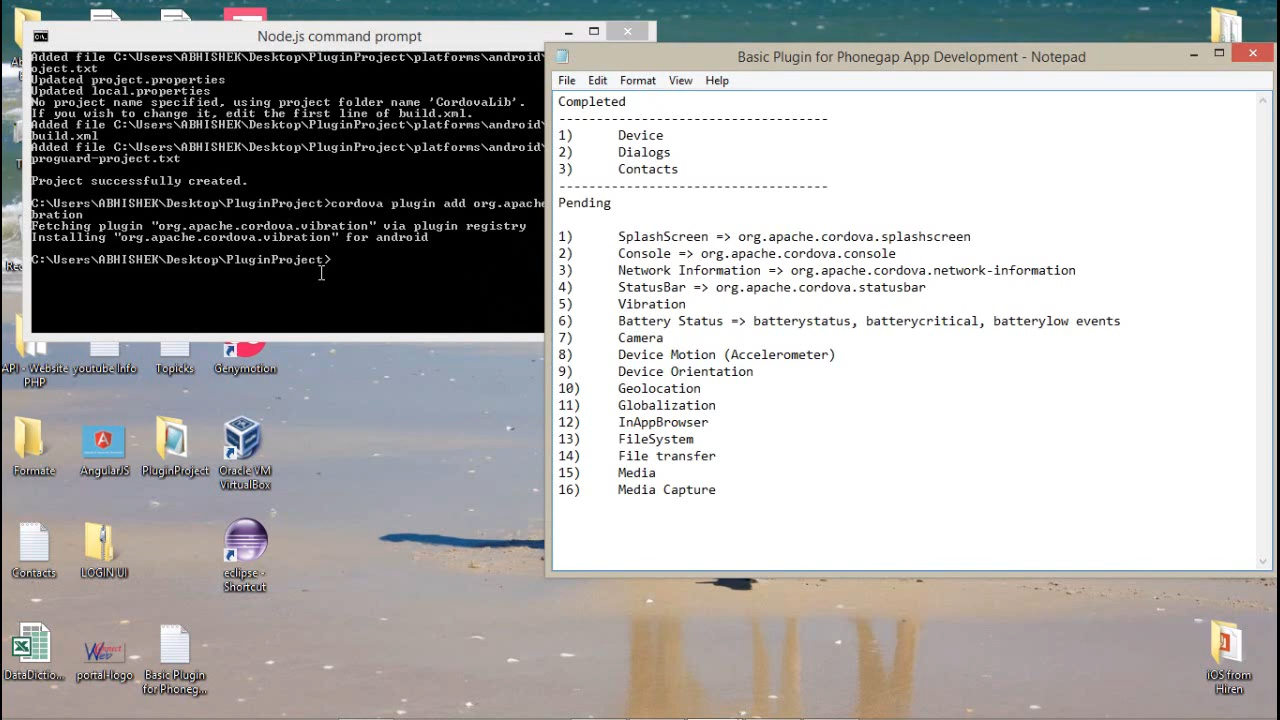 Node.js command prompt
Added file C:\Users\ABHISHEK\Desktop\PluginProject\platforms\android\
oject.txt
Updated project.properties
Updated local.properties
No project name specified, using project folder name 'CordovaLib'.
If you wish to change it, edit the first line of build.xml.
Added file C:\Users\ABHISHEK\Desktop\PluginProject\platforms\android\
build.xml
Added file C:\Users\ABHISHEK\Desktop\PluginProject\platforms\android\
proguard-project.txt
Project successfully created.
C:\Users\ABHISHEK\Desktop\PluginProject>cordova plugin add org.apache
bration
Fetching plugin "org.apache.cordova.vibration" via plugin registry
Installing "org.apache.cordova.vibration" for android
C:\Users\ABHISHEK\Desktop\PluginProject>
Basic Plugin for Phonegap App Development - Notepad
File Edit Format View Help
Completed
------------------------------------
1) Device
2) Dialogs
3) Contacts
------------------------------------
Pending
1) SplashScreen => org.apache.cordova.splashscreen
2) Console => org.apache.cordova.console
3) Network Information => org.apache.cordova.network-information
4) StatusBar => org.apache.cordova.statusbar
5) Vibration
6) Battery Status => batterystatus, batterycritical, batterylow events
7) Camera
8) Device Motion (Accelerometer)
9) Device Orientation
10) Geolocation
11) Globalization
12) InAppBrowser
13) FileSystem
14) File transfer
15) Media
16) Media Capture
API - Website
PHP
youtube Info
Topicks
Genymotion
Formate
AngularJS
PluginProject
Oracle VM
VirtualBox
Contacts
LOGIN UI
eclipse -
Shortcut
DataDictio...
portal-logo
Basic Plugin
for Phoneg...
iOS from
Hiren